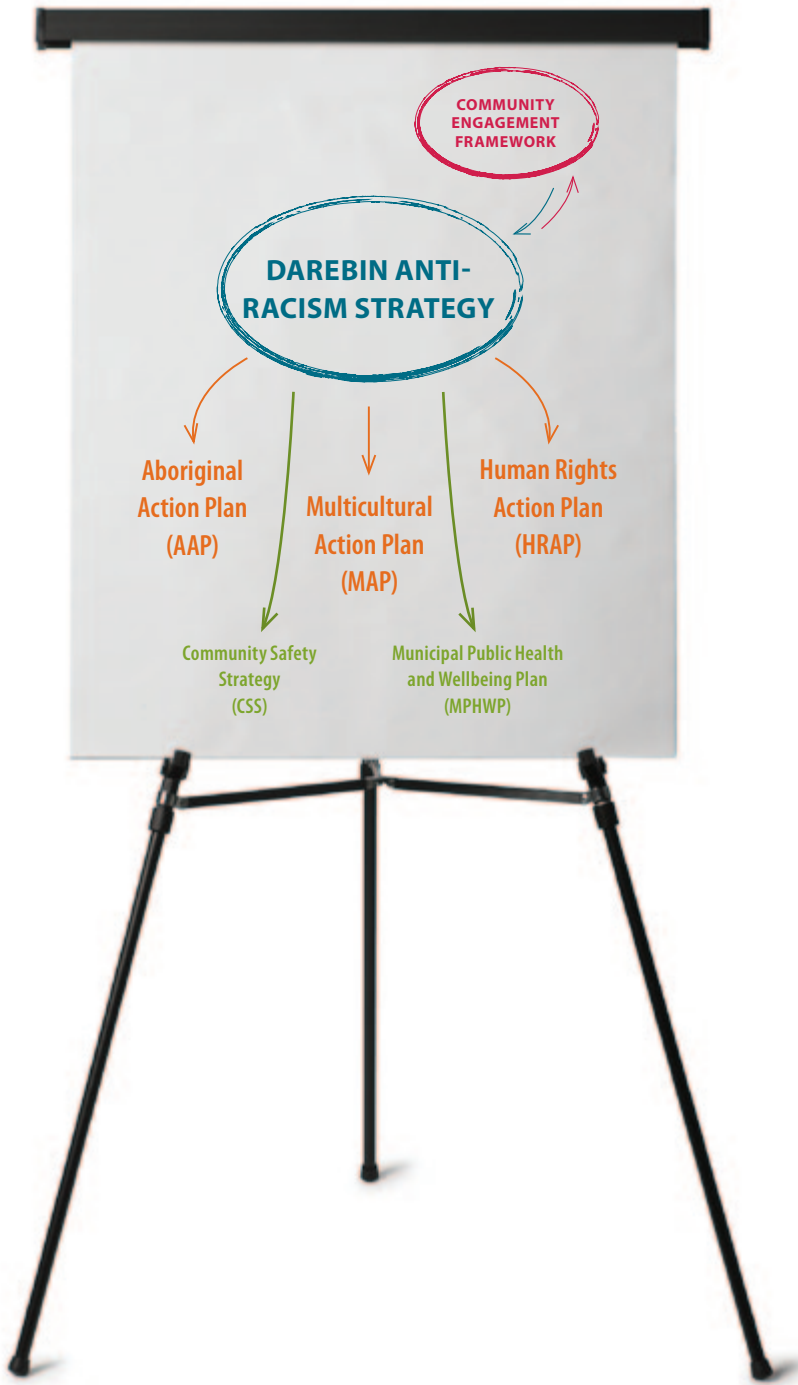 COMMUNITY
ENGAGEMENT
FRAMEWORK
DAREBIN ANTI-
RACISM STRATEGY
Aboriginal
Action Plan
(AAP)
Multicultural
Action Plan
(MAP)
Human Rights
Action Plan
(HRAP)
Community Safety
Strategy
(CSS)
Municipal Public Health
and Wellbeing Plan
(MPHWP)